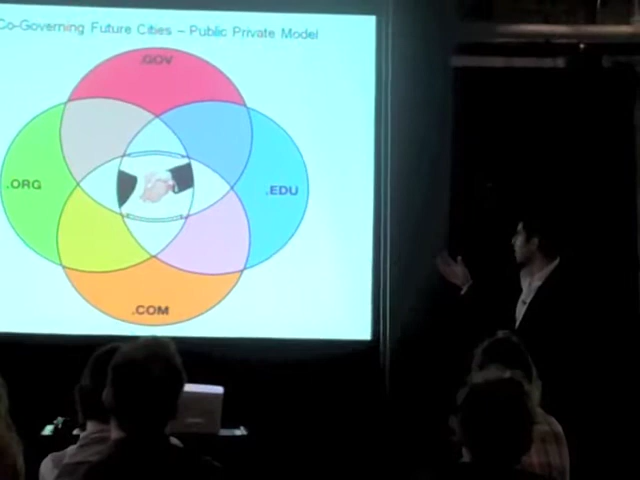 Co-Governing Future Cities – Public Private Model
.GOV
.ORG
.EDU
.COM